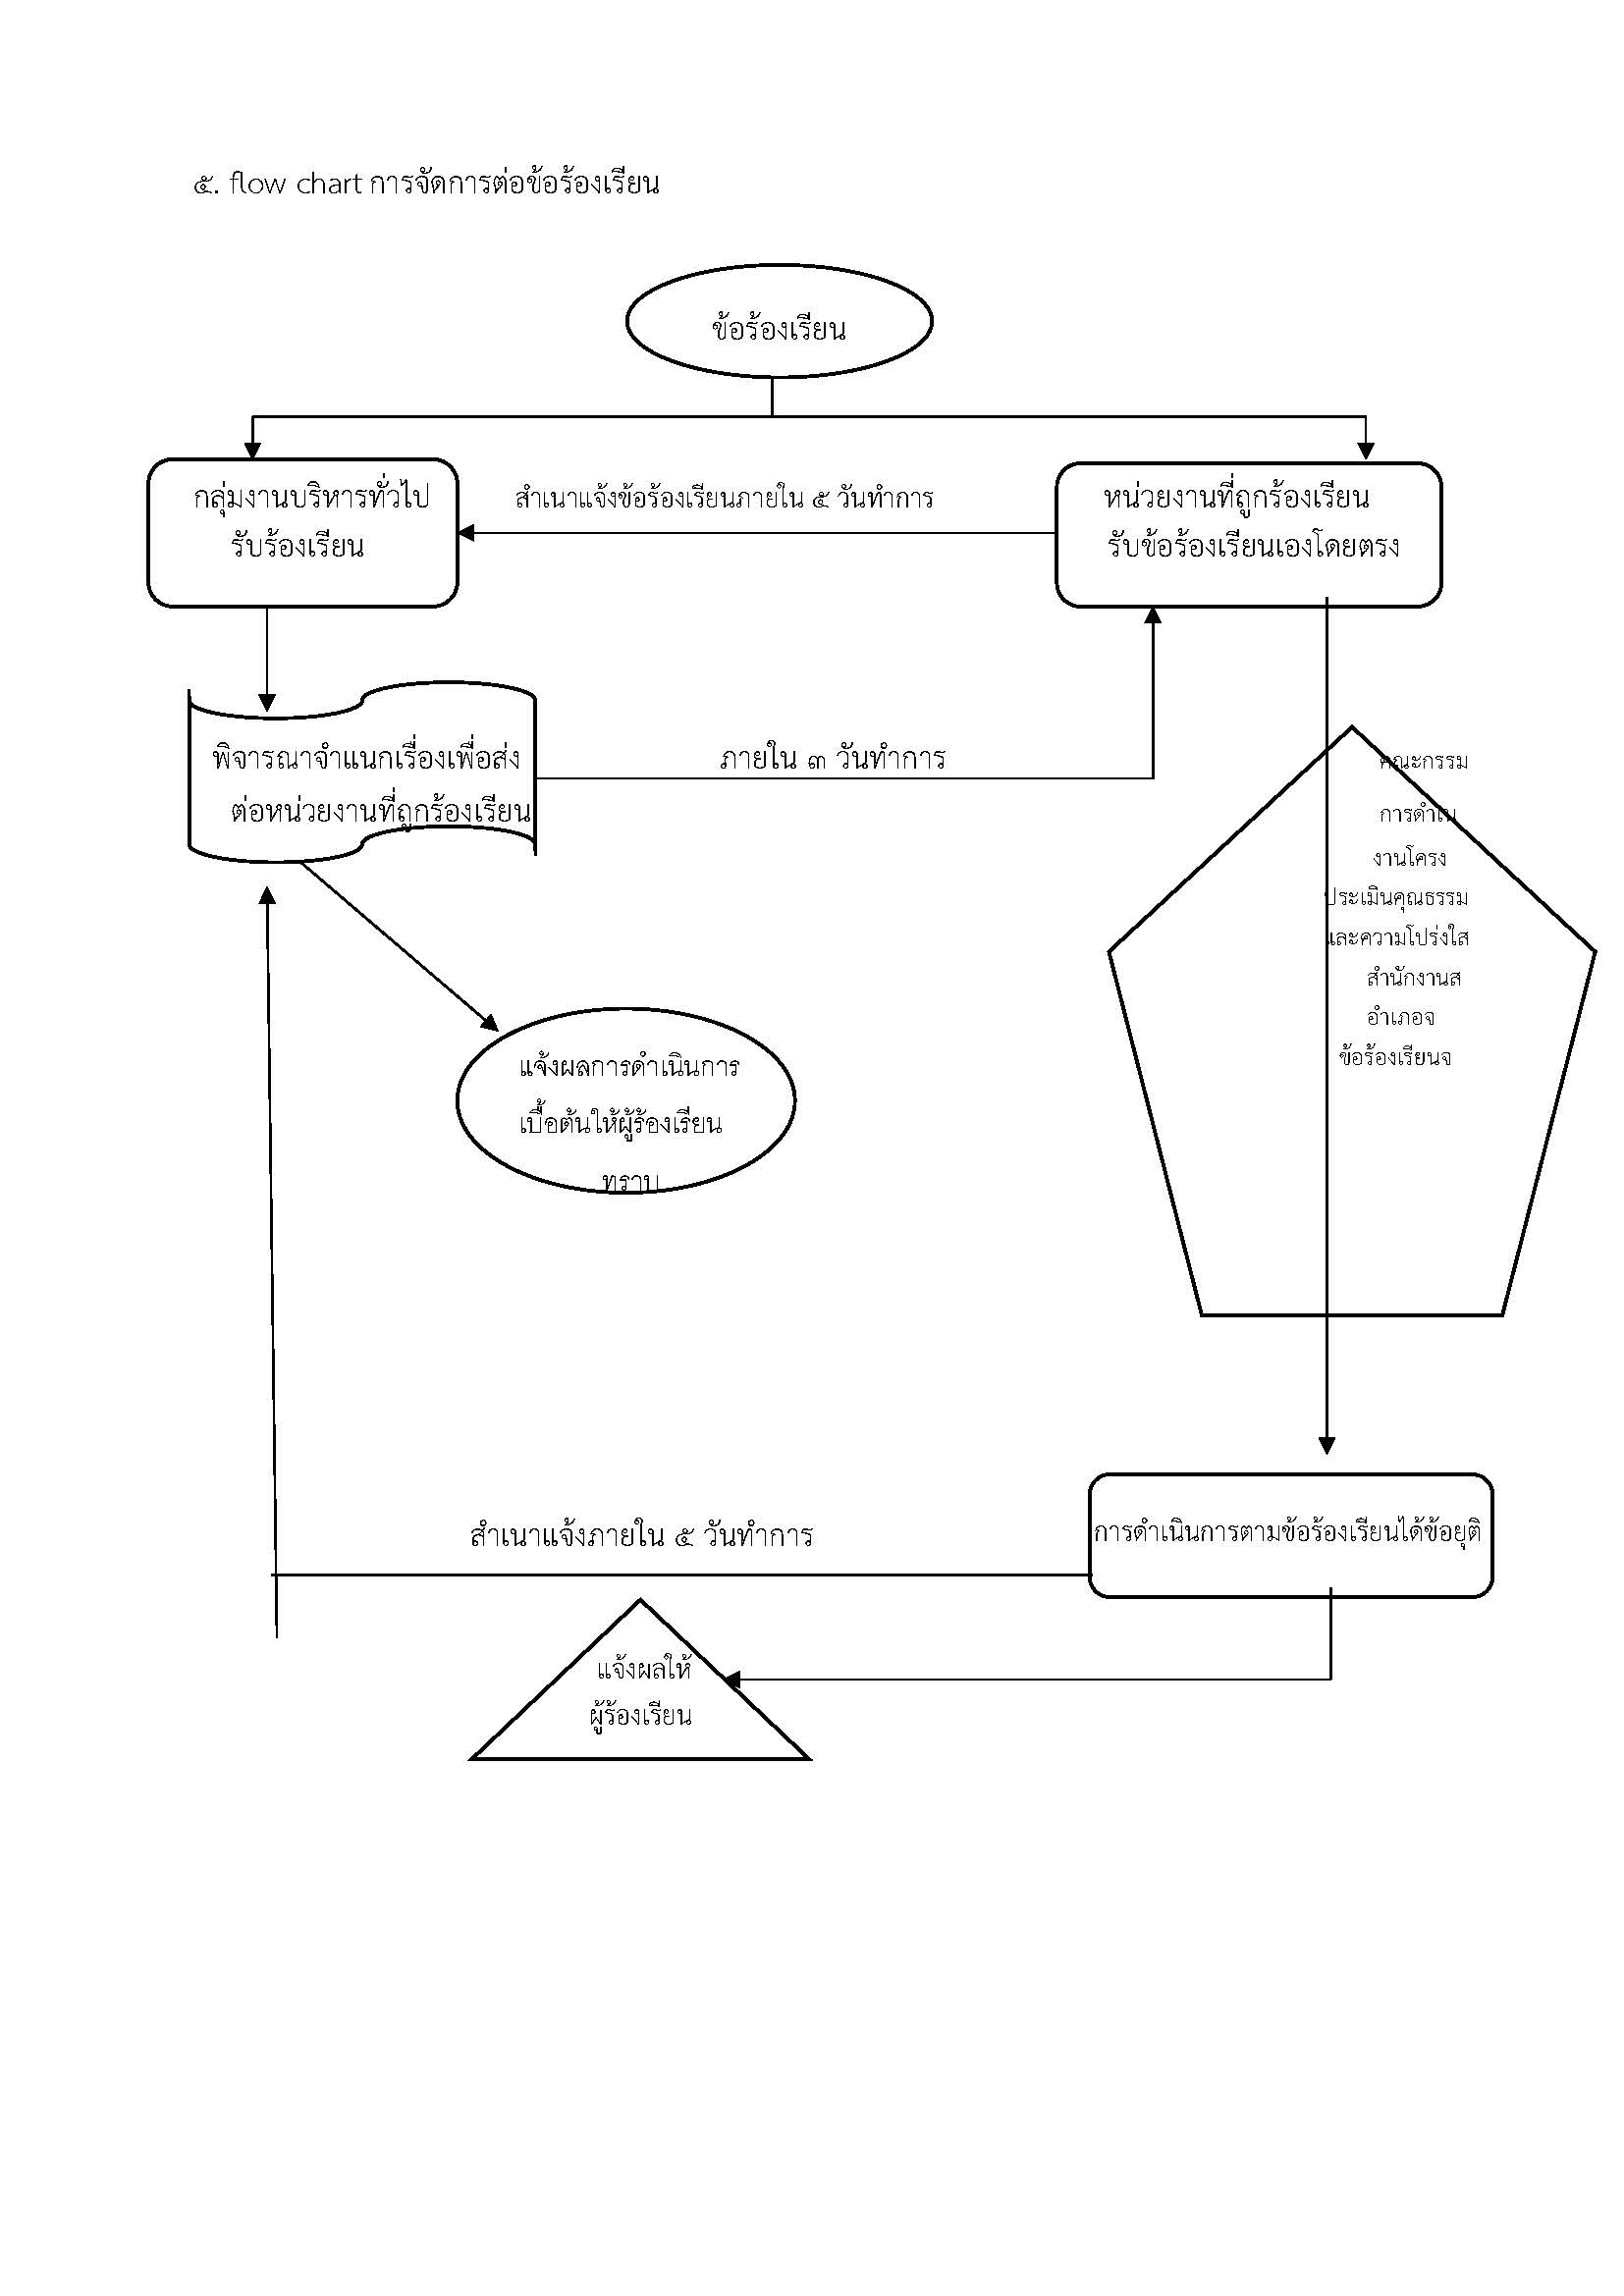 ๕. flow chart การจัดการต่อข้อร้องเรียน
ข้อร้องเรียน
กลุ่มงานบริหารทั่วไป
รับร้องเรียน
สำเนาแจ้งข้อร้องเรียนภายใน ๕ วันทำการ
หน่วยงานที่ถูกร้องเรียน
รับข้อร้องเรียนเองโดยตรง
พิจารณาจำแนกเรื่องเพื่อส่ง
ต่อหน่วยงานที่ถูกร้องเรียน
ภายใน ๓ วันทำการ
คณะกรรม
การดำเน
งานโครง
ประเมินคุณธรรม
และความโปร่งใส
สำนักงานส
อำเภอจ
ข้อร้องเรียนจ
แจ้งผลการดำเนินการ
เบื้อต้นให้ผู้ร้องเรียน
ทราบ
สำเนาแจ้งภายใน ๕ วันทำการ
การดำเนินการตามข้อร้องเรียนได้ข้อยุติ
แจ้งผลให้
ผู้ร้องเรียน